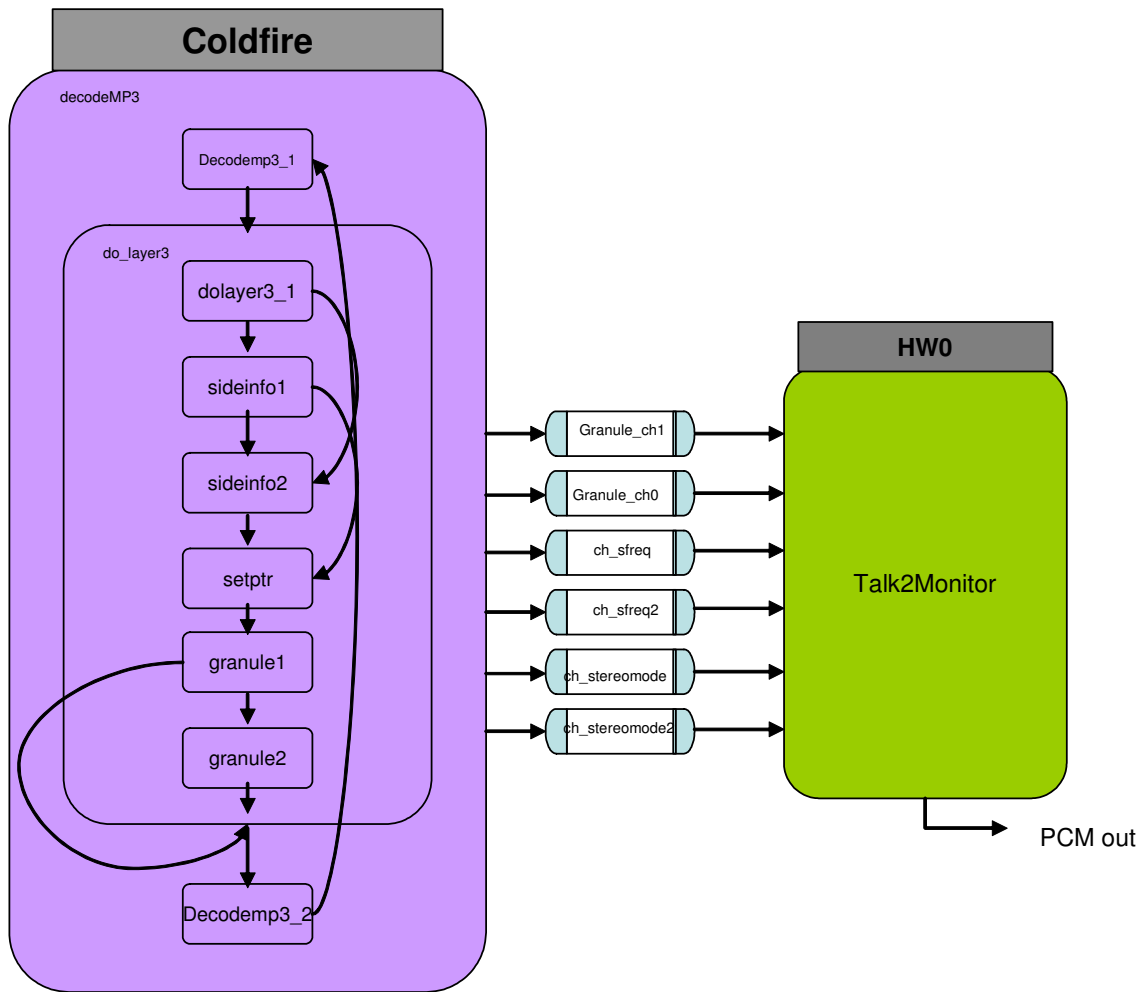 Coldfire
decodeMP3
Decodemp3_1
do_layer3
dolayer3_1
sideinfo1
sideinfo2
setptr
granule1
granule2
Decodemp3_2
Granule_ch1
Granule_ch0
ch_sfreq
ch_sfreq2
ch_stereomode
ch_stereomode2
HW0
Talk2Monitor
PCM out